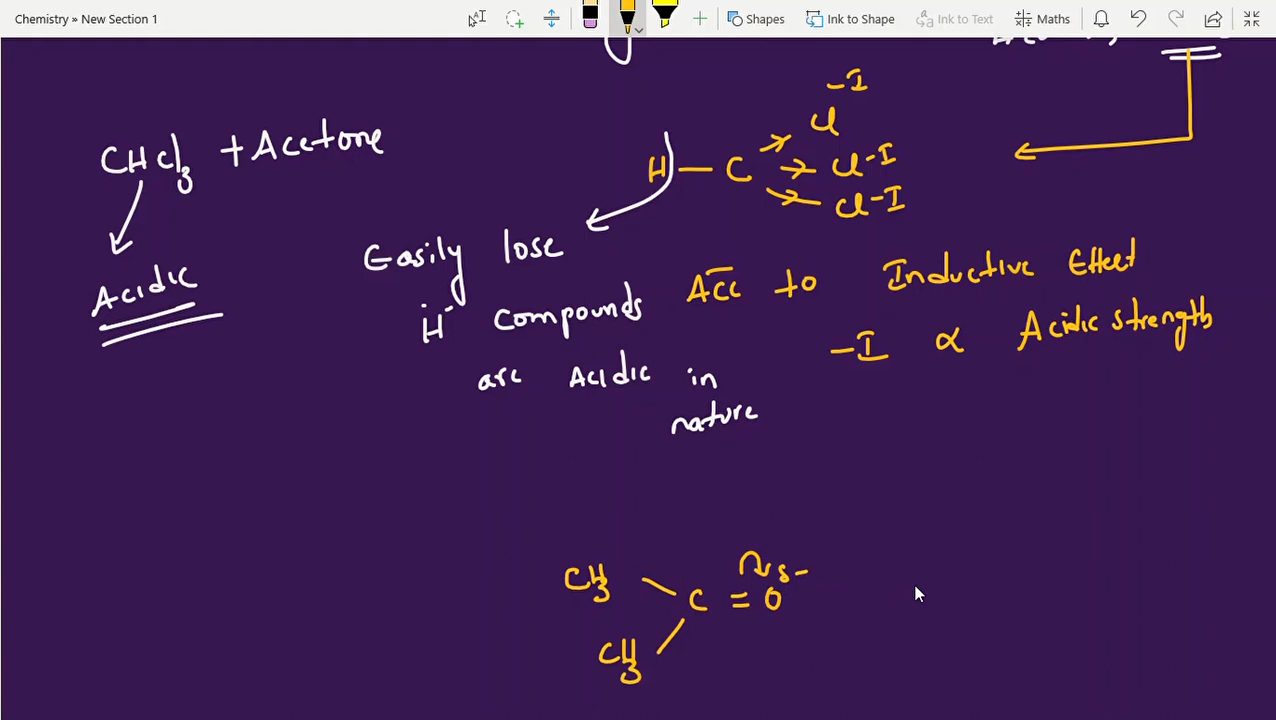 Chemistry » New Section 1
Shapes
Ink to Shape
Ink to Text
Maths
CHCl3 + Acetone
Acidic
-I
Cl
H – C Cl -I
Cl -I
Easily lose
H compounds
are Acidic in
nature
Acc to Inductive Effect
-I ∝ Acidic strength
CH3
C = O δ-
CH3